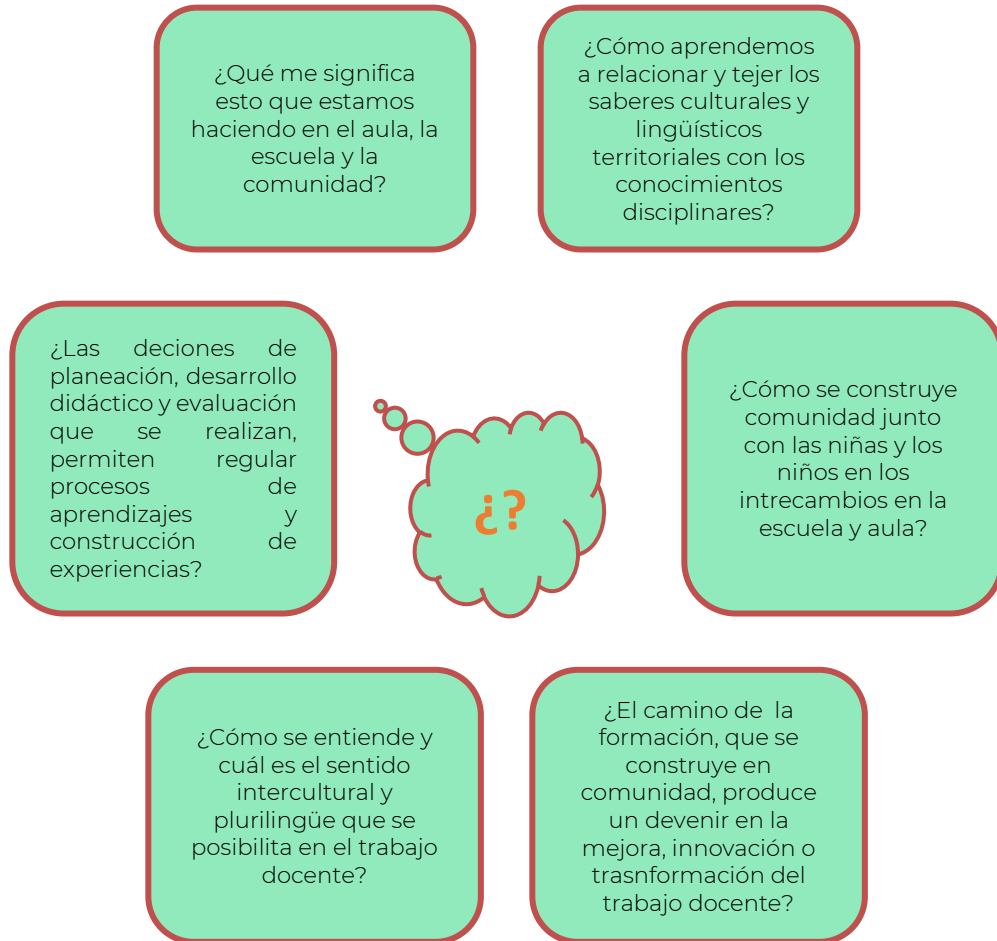 ¿Qué me significa
esto que estamos
haciendo en el aula, la
escuela y la
comunidad?
¿Cómo aprendemos
a relacionar y tejer los
saberes culturales y
lingüísticos
territoriales con los
conocimientos
disciplinares?
¿Las deciones de
planeación, desarrollo
didáctico y evaluación
que se realizan,
permiten regular
procesos de
aprendizajes y
construcción de
experiencias?
¿?
¿Cómo se construye
comunidad junto
con las niñas y los
niños en los
intrecambios en la
escuela y aula?
¿Cómo se entiende y
cuál es el sentido
intercultural y
plurilingüe que se
posibilita en el trabajo
docente?
¿El camino de la
formación, que se
construye en
comunidad, produce
un devenir en la
mejora, innovación o
trasnformación del
trabajo docente?